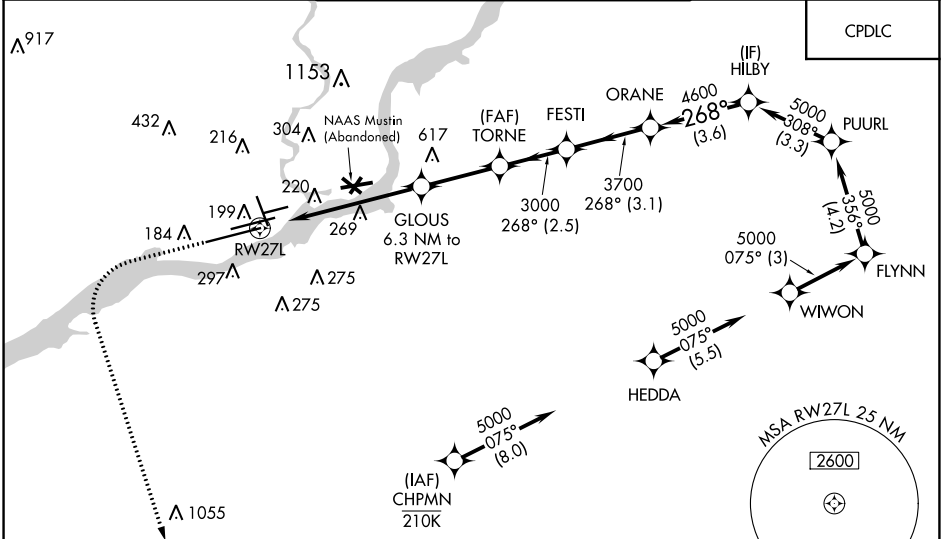 CPDLC
917
1153
432
216
304
NAAS Mustin
(Abandoned)
617
220
199
184
269
297
275
275
RW27L
GLOUS
6.3 NM to
RW27L
(FAF)
TORNE
FESTI
ORANE
3000
268° (2.5)
3700
268° (3.1)
4600
268°
(3.6)
(IF)
HILBY
5000
308°
(3.3)
PUURL
5000
356°
(4.2)
FLYNN
5000
075° (3)
WIWON
5000
075°
(5.5)
HEDDA
5000
075°
(8.0)
(IAF)
CHPMN
210K
1055
MSA RW27L 25 NM
2600